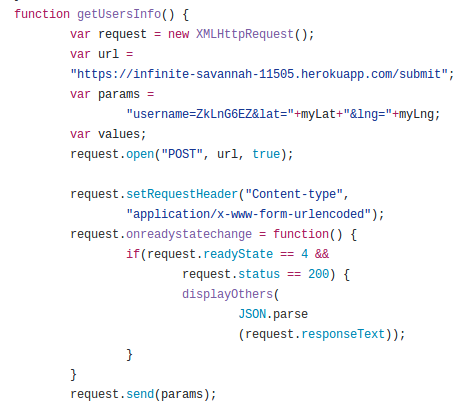 function getUsersInfo() {
var request = new XMLHttpRequest();
var url =
"https://infinite-savannah-11505.herokuapp.com/submit";
var params =
"username=ZkLnG6EZ&lat="+myLat+"&lng="+myLng;
var values;
request.open("POST", url, true);
request.setRequestHeader("Content-type",
"application/x-www-form-urlencoded");
request.onreadystatechange = function() {
if(request.readyState == 4 &&
request.status == 200) {
displayOthers(
JSON.parse
(request.responseText));
}
}
request.send(params);